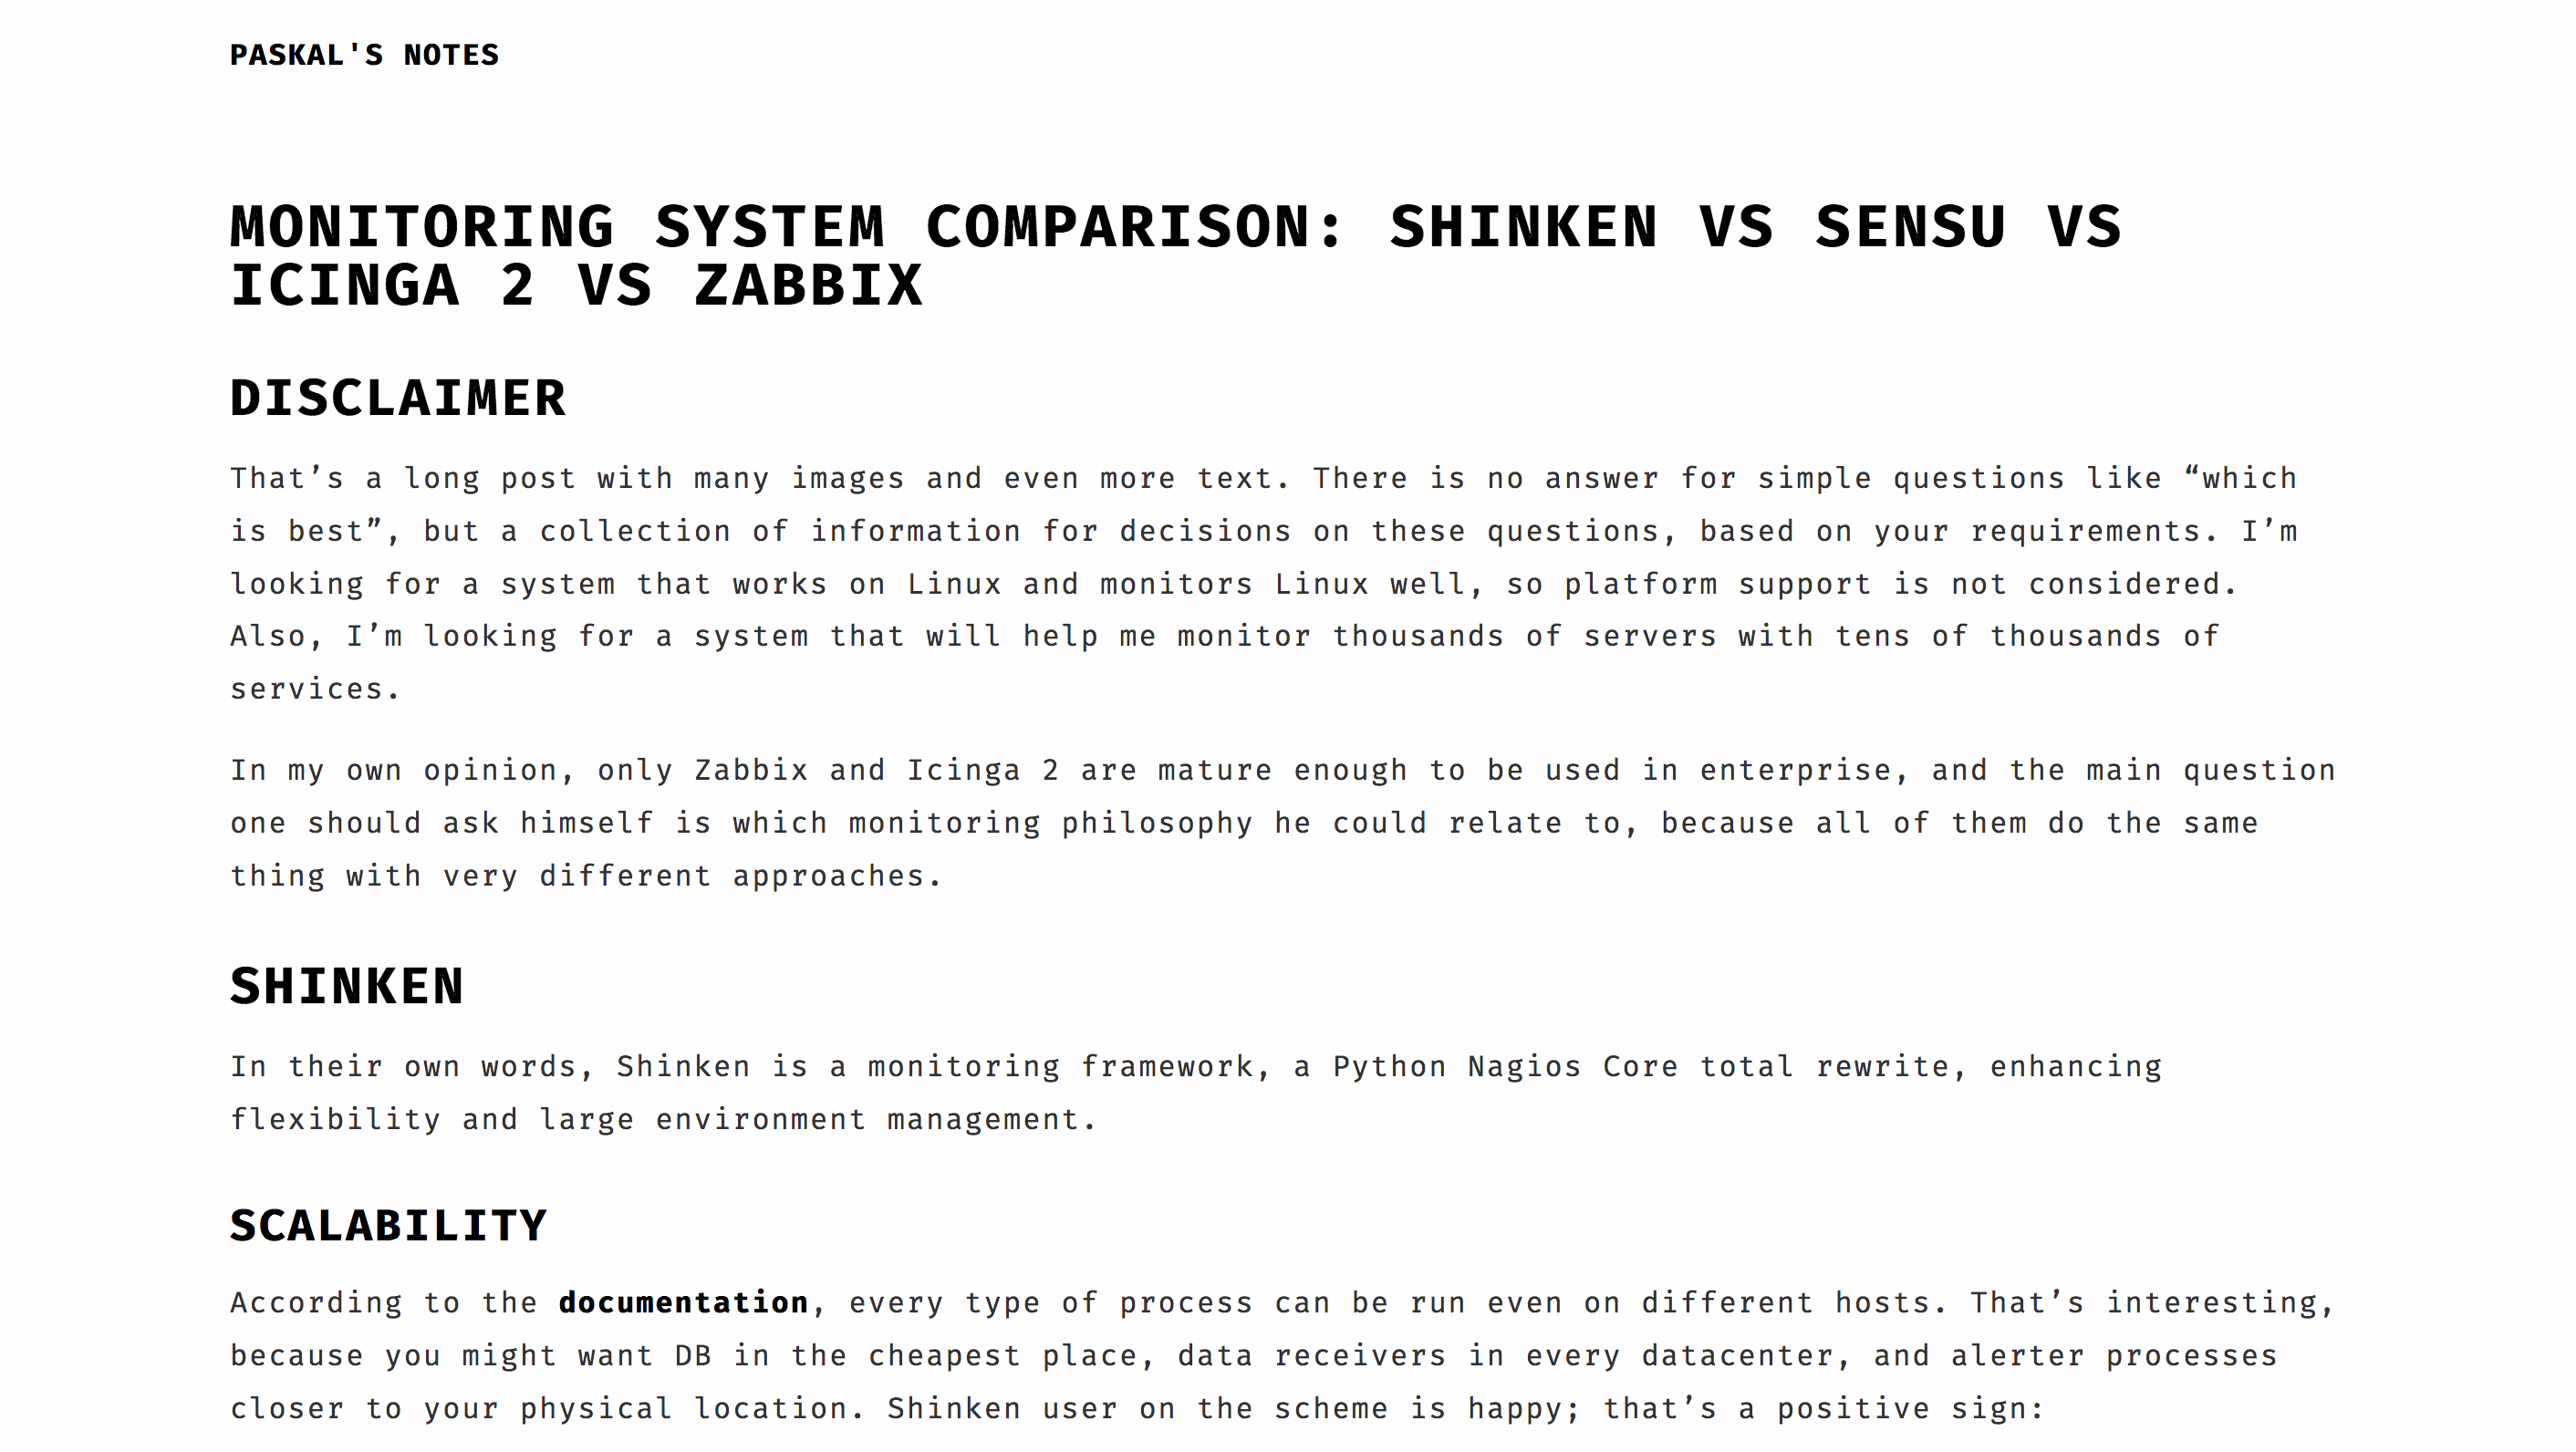 PASKAL'S NOTES
MONITORING SYSTEM COMPARISON: SHINKEN VS SENSU VS
ICINGA 2 VS ZABBIX
DISCLAIMER
That’s a long post with many images and even more text. There is no answer for simple questions like “which
is best”, but a collection of information for decisions on these questions, based on your requirements. I’m
looking for a system that works on Linux and monitors Linux well, so platform support is not considered.
Also, I’m looking for a system that will help me monitor thousands of servers with tens of thousands of
services.
In my own opinion, only Zabbix and Icinga 2 are mature enough to be used in enterprise, and the main question
one should ask himself is which monitoring philosophy he could relate to, because all of them do the same
thing with very different approaches.
SHINKEN
In their own words, Shinken is a monitoring framework, a Python Nagios Core total rewrite, enhancing
flexibility and large environment management.
SCALABILITY
According to the documentation, every type of process can be run even on different hosts. That’s interesting,
because you might want DB in the cheapest place, data receivers in every datacenter, and alerter processes
closer to your physical location. Shinken user on the scheme is happy; that’s a positive sign: